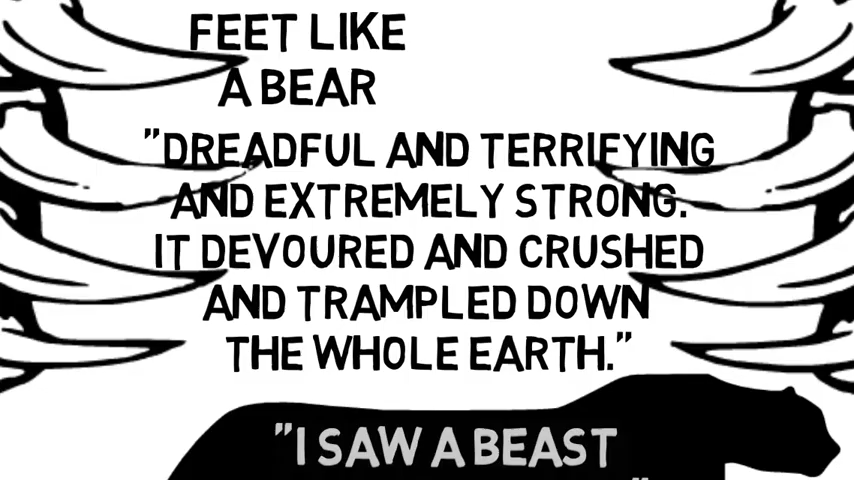 FEET LIKE
A BEAR
"DREADFUL AND TERRIFYING
AND EXTREMELY STRONG.
IT DEVOURED AND CRUSHED
AND TRAMPLED DOWN
THE WHOLE EARTH."
"I SAW A BEAST